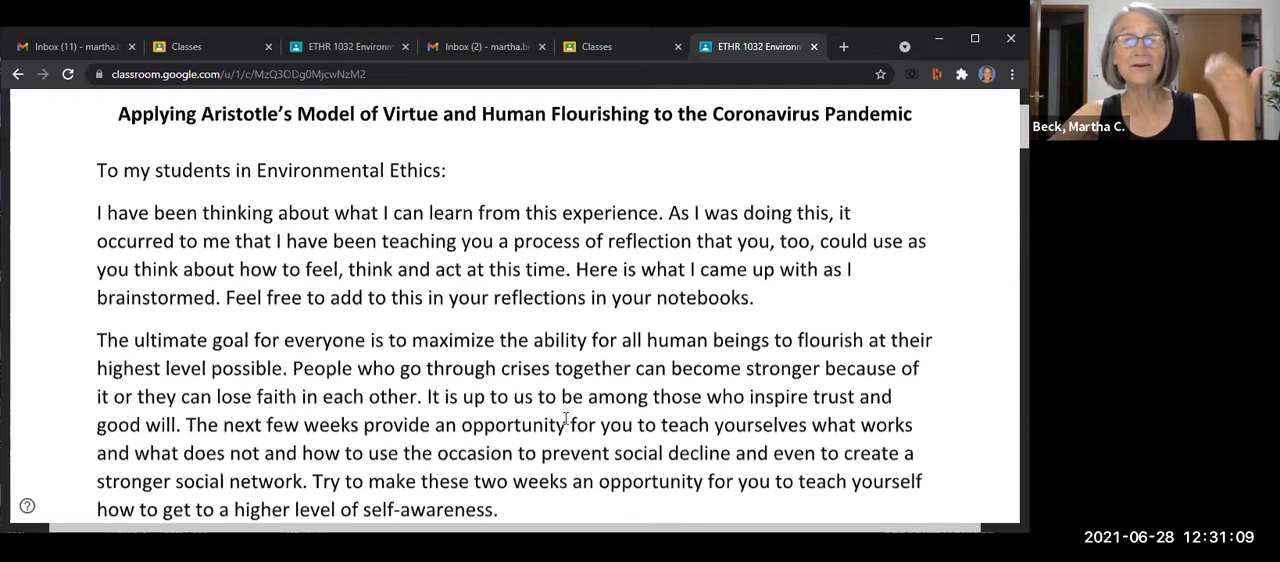 Inbox (11) - martha.b
Classes
ETHR 1032 Environm
Inbox (2) - martha.be
Classes
ETHR 1032 Environm
classroom.google.com/u/1/c/MzQ3ODg0MjcwNzM2
Applying Aristotle’s Model of Virtue and Human Flourishing to the Coronavirus Pandemic
To my students in Environmental Ethics:
I have been thinking about what I can learn from this experience. As I was doing this, it
occurred to me that I have been teaching you a process of reflection that you, too, could use as
you think about how to feel, think and act at this time. Here is what I came up with as I
brainstormed. Feel free to add to this in your reflections in your notebooks.
The ultimate goal for everyone is to maximize the ability for all human beings to flourish at their
highest level possible. People who go through crises together can become stronger because of
it or they can lose faith in each other. It is up to us to be among those who inspire trust and
good will. The next few weeks provide an opportunity for you to teach yourselves what works
and what does not and how to use the occasion to prevent social decline and even to create a
stronger social network. Try to make these two weeks an opportunity for you to teach yourself
how to get to a higher level of self-awareness.
Beck, Martha C.
2021-06-28 12:31:09